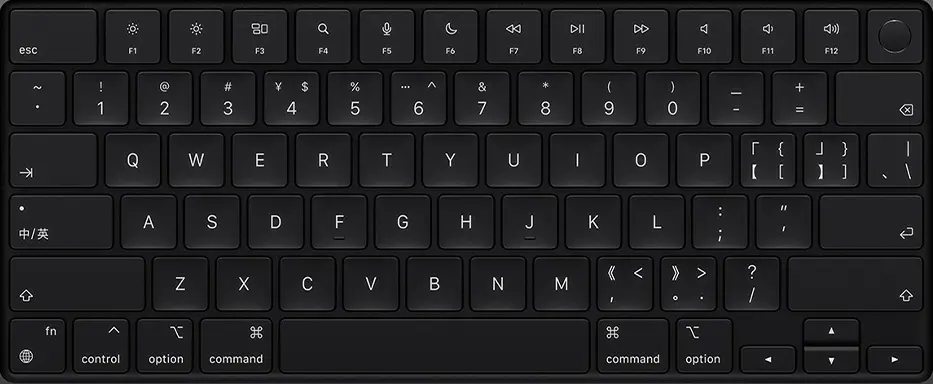 esc F1 F2 F3 F4 F5 F6 F7 F8 F9 F10 F11 F12
~ ! @ # ¥ $ % … ^ & * ( ) — +
· 1 2 3 4 5 6 7 8 9 0 - =
Q W E R T Y U I O P 「 { 」 } |
【 [ 】 ] 、 \
• A S D F G H J K L : "
中/英 ; '
Z X C V B N M 《 < 》 > ?
, 。 . /
fn ^ ⌥ ⌘ ⌘ ⌥
control option command command option